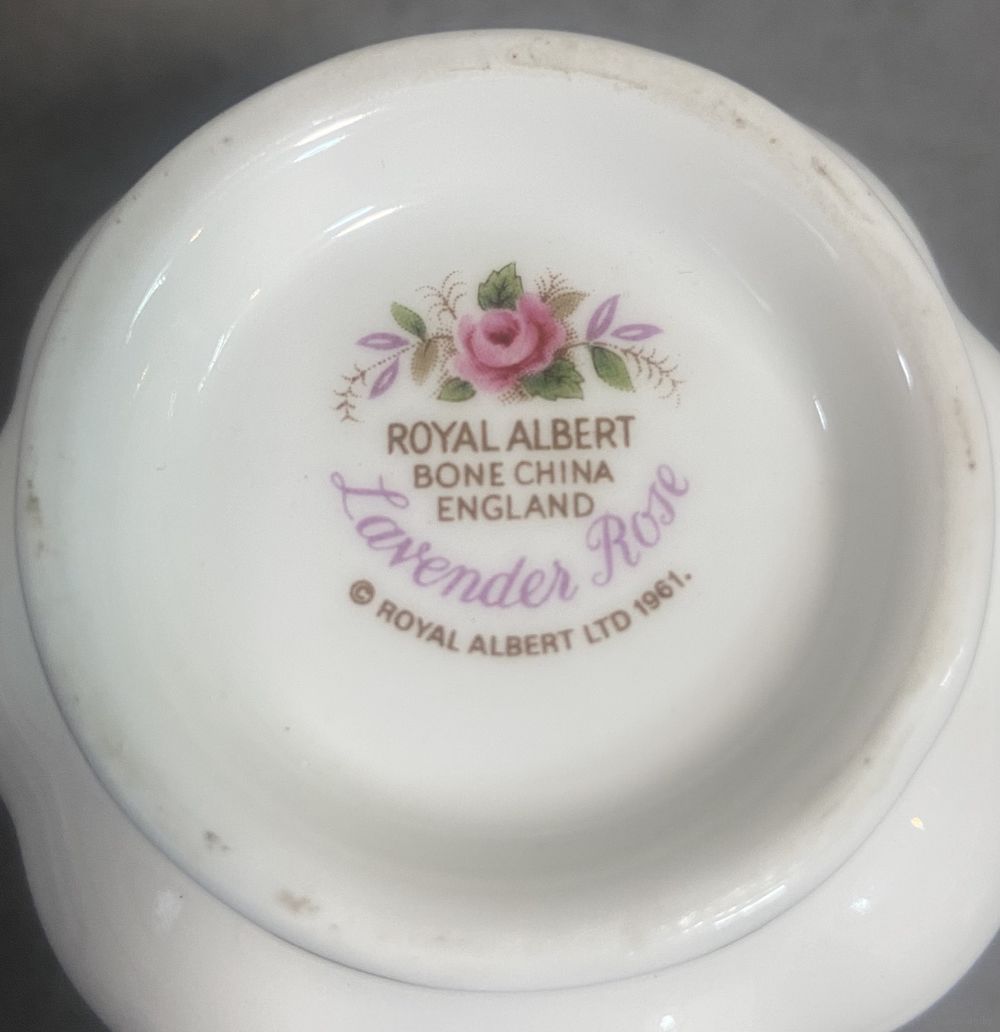 ROYAL ALBERT
BONE CHINA
ENGLAND
Lavender Rose
© ROYAL ALBERT LTD 1961.